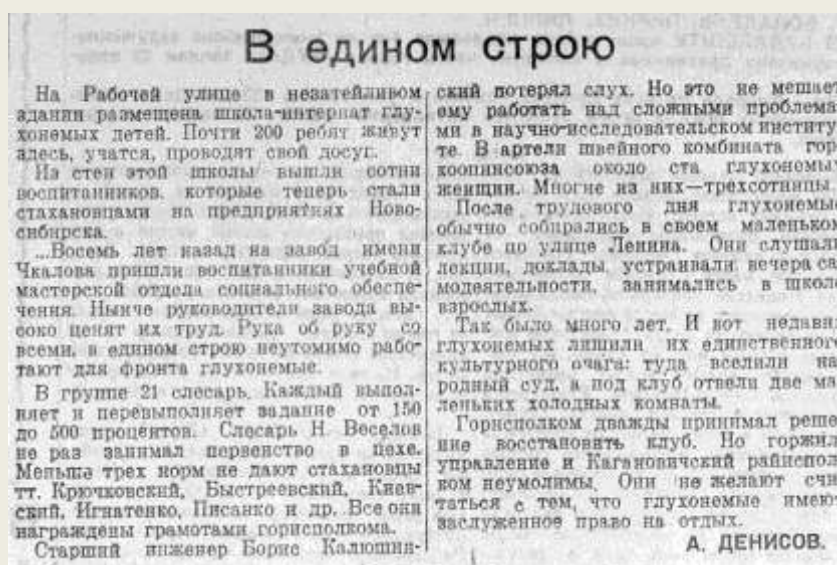 В едином строю
На Рабочей улице в незатейливом
здании размещена школа-интернат глу-
хонемых детей. Почти 200 ребят живут
здесь, учатся, проводят свой досуг.
Из стен этой школы вышли сотни
воспитанников, которые теперь стали
стахановцами на предприятиях Ново-
сибирска.
...Восемь лет назад на завод имени
Чкалова пришли воспитанники учебной
мастерской отдела социального обеспе-
чения. Нынче руководители завода вы-
соко ценят их труд. Рука об руку со
всеми, в едином строю неутомимо рабо-
тают для фронта глухонемые.
В группе 21 слесарь. Каждый выпол-
няет и перевыполняет задание от 150
до 500 процентов. Слесарь Н. Веселов
не раз занимал первенство в цехе.
Меньше трех норм не дают стахановцы
тт. Крючковский, Быстреевский, Киев-
ский, Игнатенко, Писанко и др. Все они
награждены грамотами горисполкома.
Старший инженер Борис Калюшин-
ский потерял слух. Но это не мешает
ему работать над сложными проблема-
ми в научно-исследовательском институ-
те. В артели швейного комбината гор-
коопинсоюза около ста глухонемых
женщин. Многие из них—трехсотницы.
После трудового дня глухонемые
обычно собирались в своем маленьком
клубе по улице Ленина. Они слушали
лекции, доклады, устраивали вечера са-
модеятельности, занимались в школе
взрослых.
Так было много лет. И вот недавно
глухонемых лишили их единственного
культурного очага: туда вселили на-
родный суд, а под клуб отвели две ма-
леньких холодных комнаты.
Горисполком дважды принимал реше-
ние восстановить клуб. Но горжил-
управление и Кагановичский райиспол-
ком неумолимы. Они не желают счи-
таться с тем, что глухонемые имеют
заслуженное право на отдых.
А. ДЕНИСОВ.